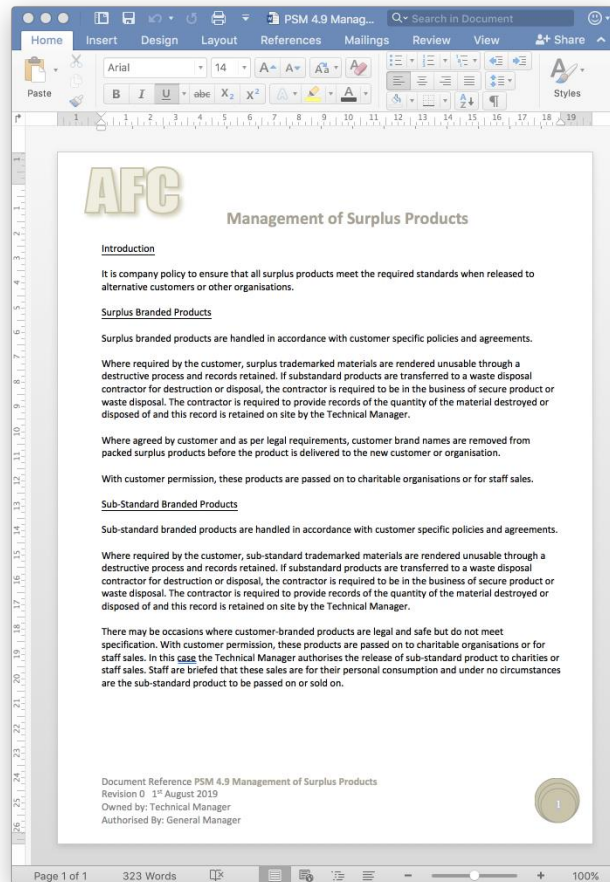 PSM 4.9 Manag...
Search in Document
Home Insert Design Layout References Mailings Review View Share
Arial 14
Paste
B I U abc X2 X2 A A
Styles
AFC
Management of Surplus Products
Introduction
It is company policy to ensure that all surplus products meet the required standards when released to
alternative customers or other organisations.
Surplus Branded Products
Surplus branded products are handled in accordance with customer specific policies and agreements.
Where required by the customer, surplus trademarked materials are rendered unusable through a
destructive process and records retained. If substandard products are transferred to a waste disposal
contractor for destruction or disposal, the contractor is required to be in the business of secure product or
waste disposal. The contractor is required to provide records of the quantity of the material destroyed or
disposed of and this record is retained on site by the Technical Manager.
Where agreed by customer and as per legal requirements, customer brand names are removed from
packed surplus products before the product is delivered to the new customer or organisation.
With customer permission, these products are passed on to charitable organisations or for staff sales.
Sub-Standard Branded Products
Sub-standard branded products are handled in accordance with customer specific policies and agreements.
Where required by the customer, sub-standard trademarked materials are rendered unusable through a
destructive process and records retained. If substandard products are transferred to a waste disposal
contractor for destruction or disposal, the contractor is required to be in the business of secure product or
waste disposal. The contractor is required to provide records of the quantity of the material destroyed or
disposed of and this record is retained on site by the Technical Manager.
There may be occasions where customer-branded products are legal and safe but do not meet
specification. With customer permission, these products are passed on to charitable organisations or for
staff sales. In this case the Technical Manager authorises the release of sub-standard product to charities or
staff sales. Staff are briefed that these sales are for their personal consumption and under no circumstances
are the sub-standard product to be passed on or sold on.
Document Reference PSM 4.9 Management of Surplus Products
Revision 0 1st August 2019
Owned by: Technical Manager
Authorised By: General Manager
1
Page 1 of 1 323 Words 100%